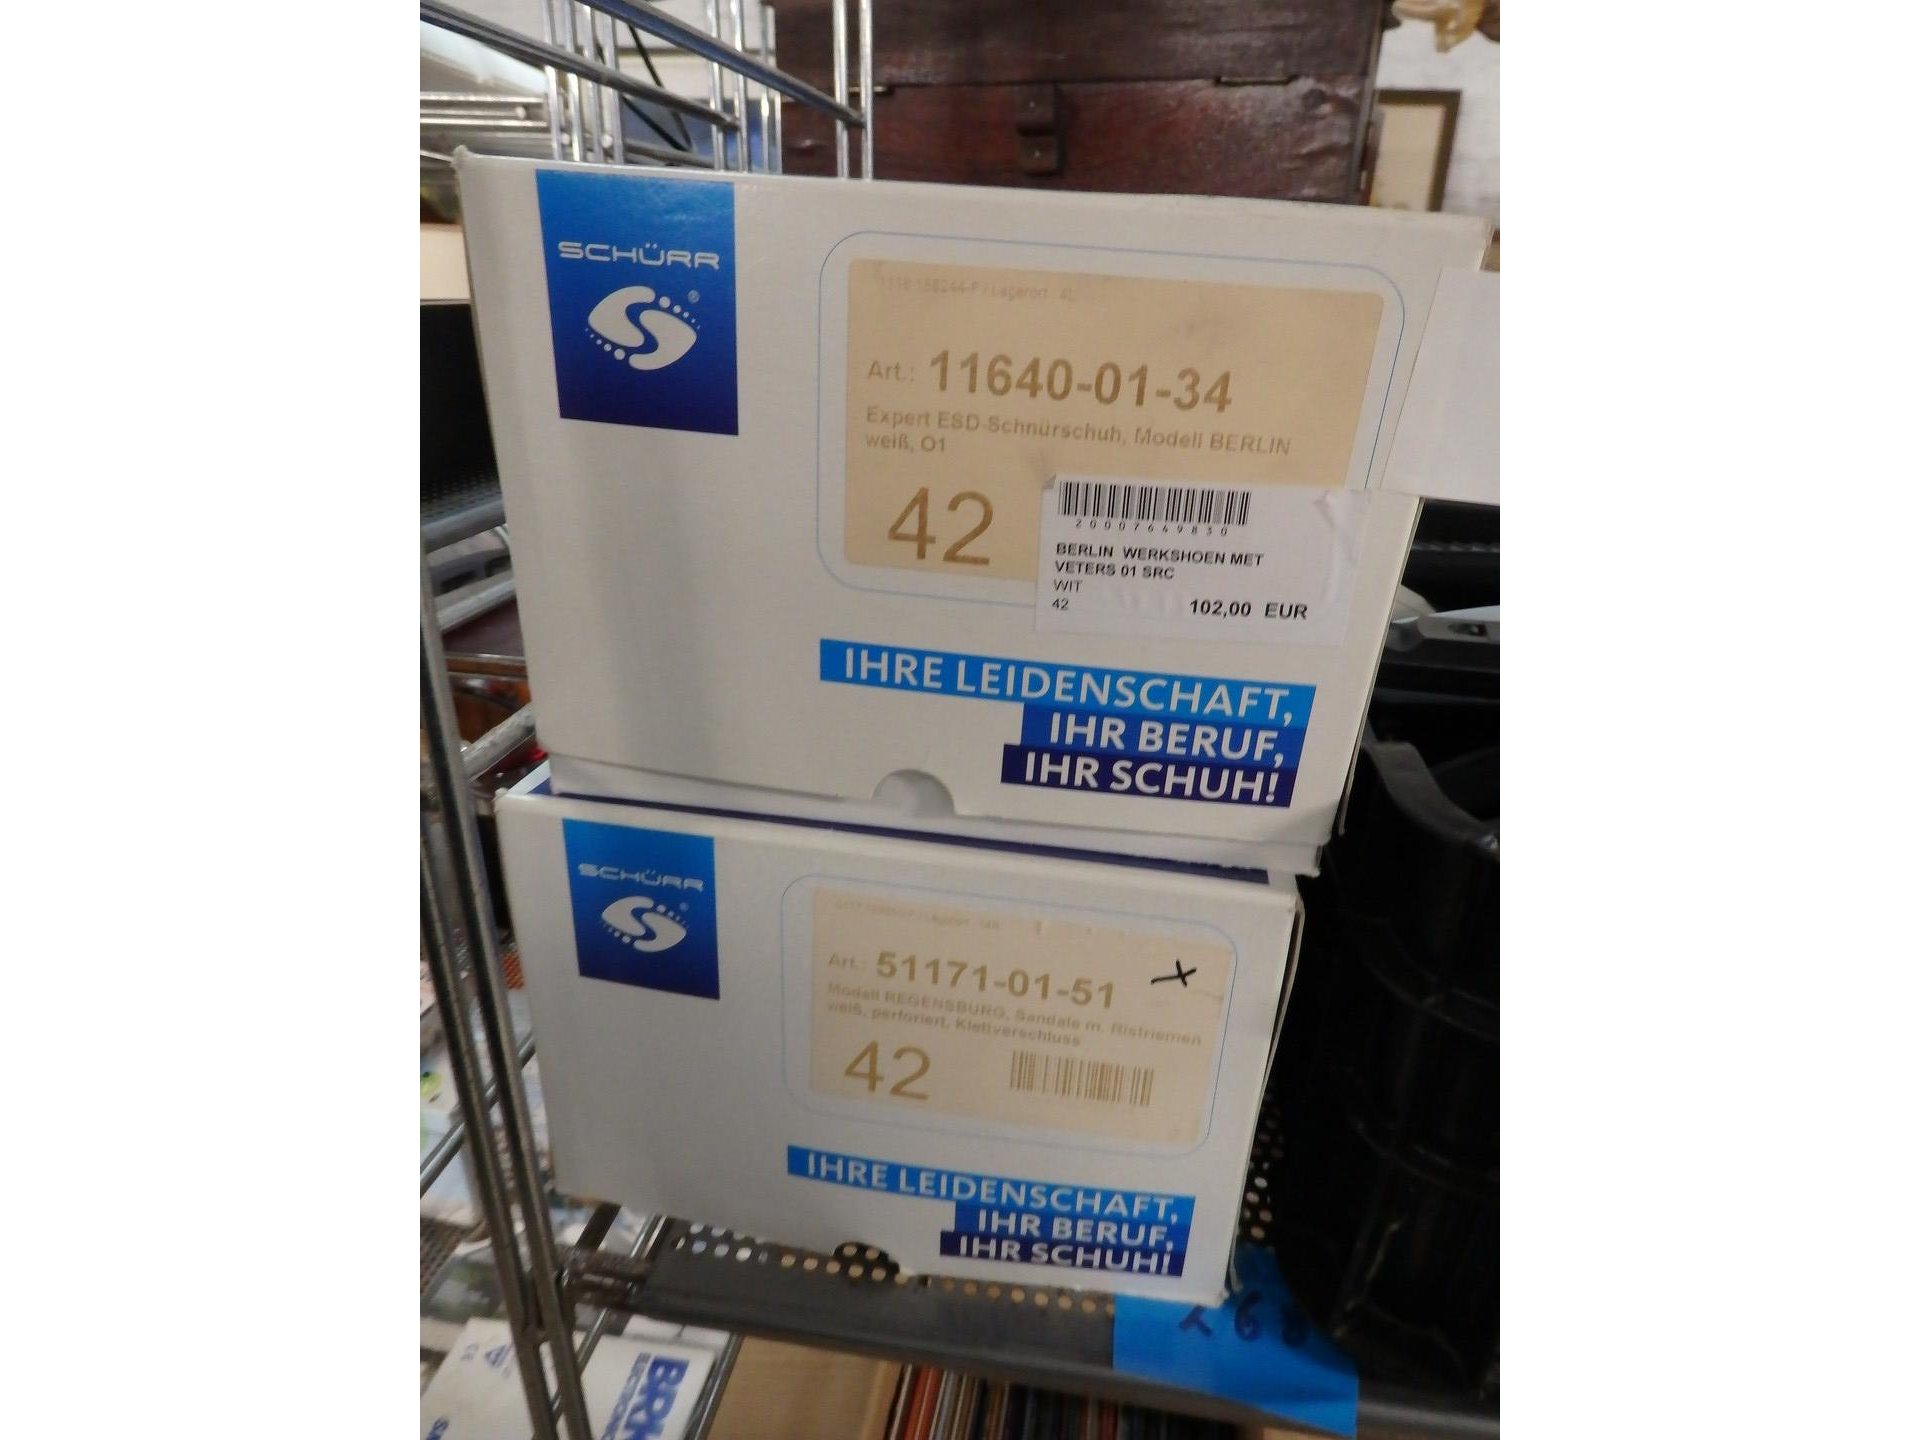 SCHÜRR
®
Lagerort
Art.: 11640-01-34
Expert ESD-Schnürschuh, Modell BERLIN
weiß, O1
42
20007649830
BERLIN WERKSHOEN MET
VETERS 01 SRC
WIT
42 102,00 EUR
IHRE LEIDENSCHAFT,
IHR BERUF,
IHR SCHUH!
SCHÜRR
Art.: 51171-01-51
Modell REGENSBURG, Sandale m. Ristriemen
weiß, perforiert, Klettverschluss
42
IHRE LEIDENSCHAFT,
IHR BERUF,
IHR SCHUH!